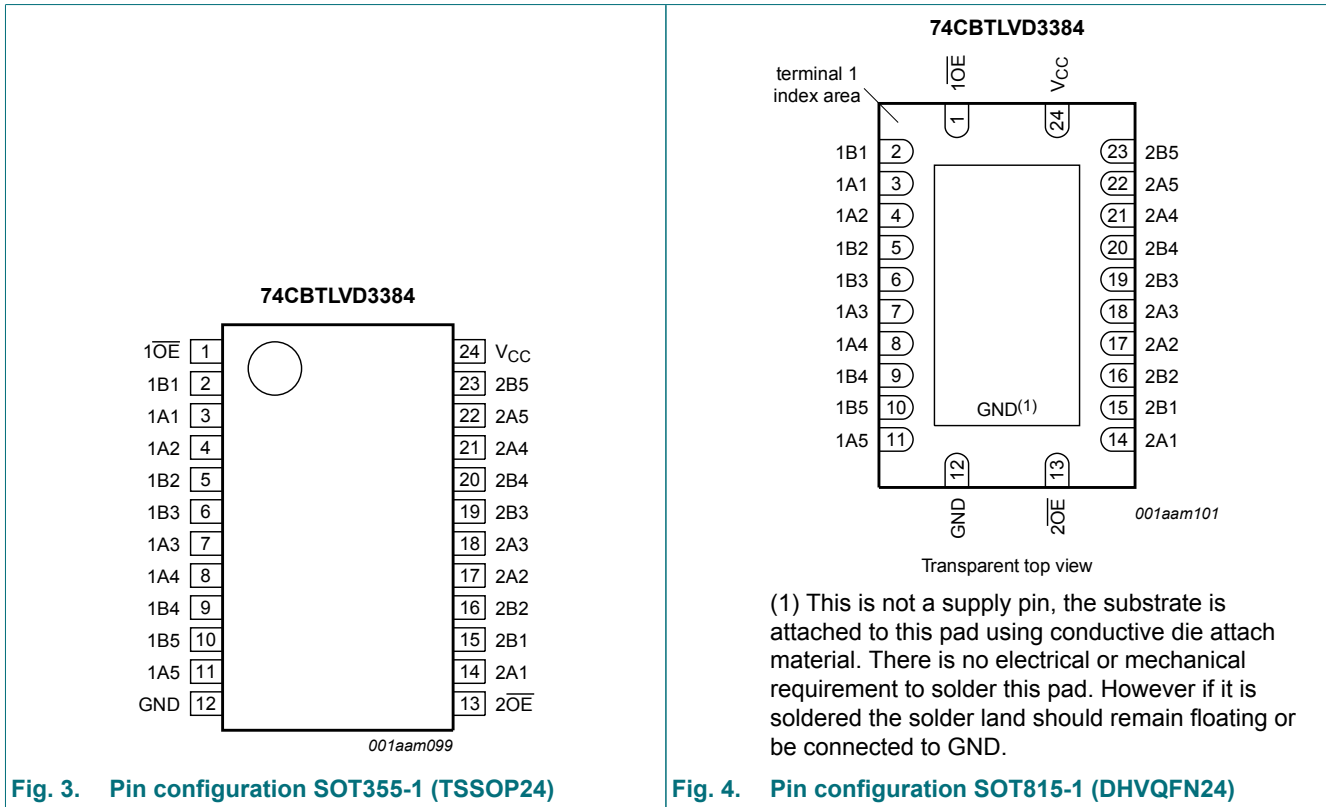 74CBTLVD3384
1OE 1
1B1 2
1A1 3
1A2 4
1B2 5
1B3 6
1A3 7
1A4 8
1B4 9
1B5 10
1A5 11
GND 12
24 VCC
23 2B5
22 2A5
21 2A4
20 2B4
19 2B3
18 2A3
17 2A2
16 2B2
15 2B1
14 2A1
13 2OE
001aam099
Fig. 3. Pin configuration SOT355-1 (TSSOP24)
74CBTLVD3384
terminal 1
index area
1OE
VCC
1
24
1B1 2
1A1 3
1A2 4
1B2 5
1B3 6
1A3 7
1A4 8
1B4 9
1B5 10
1A5 11
23 2B5
22 2A5
21 2A4
20 2B4
19 2B3
18 2A3
17 2A2
16 2B2
15 2B1
14 2A1
GND(1)
12
13
GND
2OE
001aam101
Transparent top view
(1) This is not a supply pin, the substrate is
attached to this pad using conductive die attach
material. There is no electrical or mechanical
requirement to solder this pad. However if it is
soldered the solder land should remain floating or
be connected to GND.
Fig. 4. Pin configuration SOT815-1 (DHVQFN24)